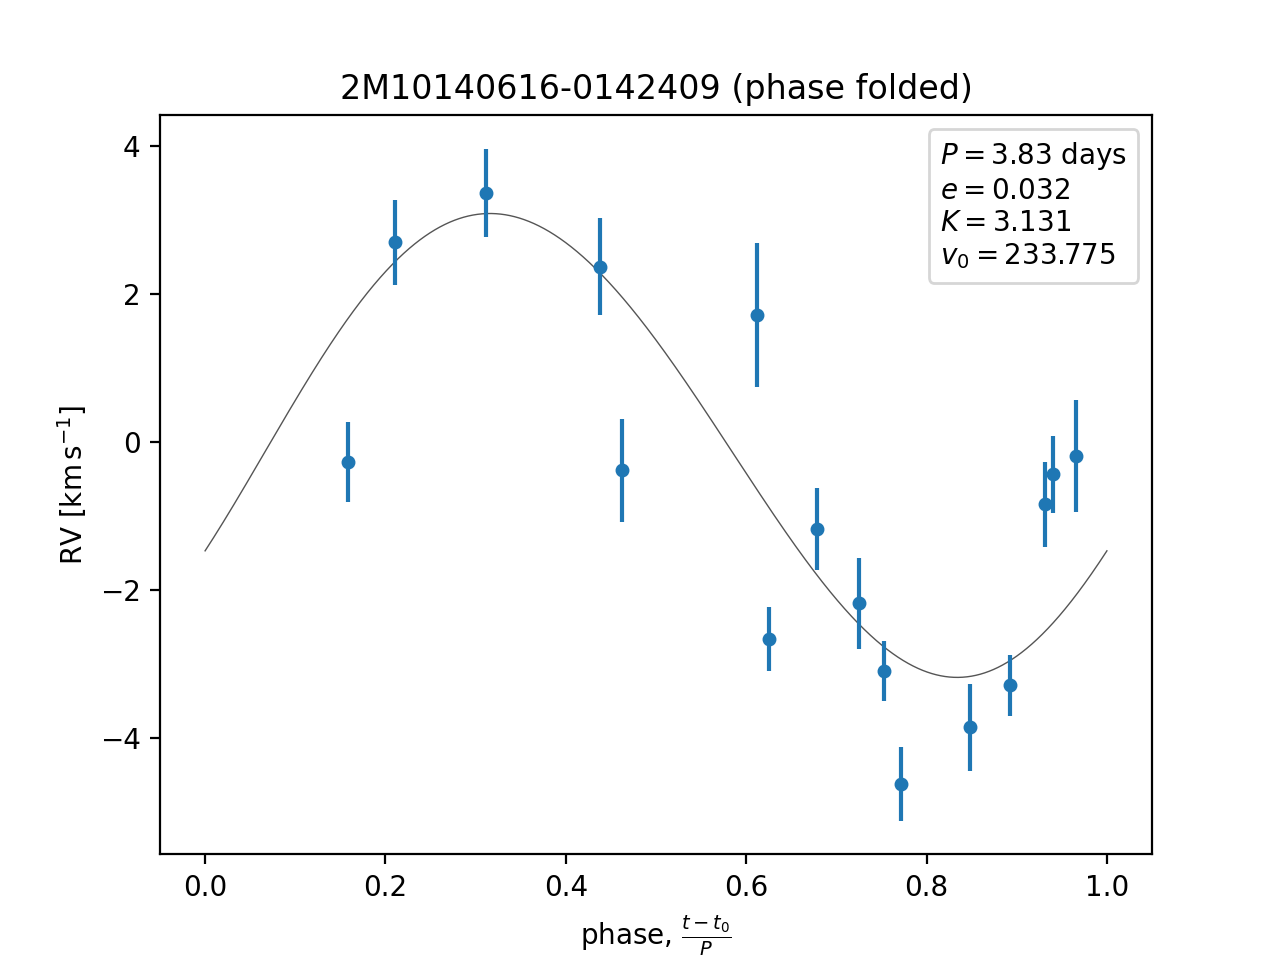 2M10140616-0142409 (phase folded)
P = 3.83 days
e = 0.032
K = 3.131
v₀ = 233.775
RV [km s⁻¹]
4
2
0
−2
−4
0.0 0.2 0.4 0.6 0.8 1.0
phase, (t − t₀)/P